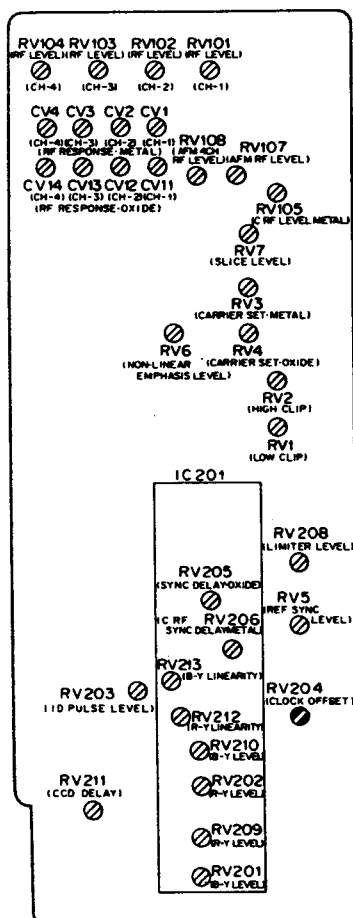 RV104 RV103 RV102 RV101
(RF LEVEL) (RF LEVEL) (RF LEVEL) (RF LEVEL)
(CH-4) (CH-3) (CH-2) (CH-1)
CV4 CV3 CV2 CV1
(CH-4) (CH-3) (CH-2) (CH-1)
(RF RESPONSE-METAL)
RV108
(AFM 4CH
RF LEVEL)
RV107
(AFM RF LEVEL)
CV14 CV13 CV12 CV11
(CH-4) (CH-3) (CH-2) (CH-1)
(RF RESPONSE-OXIDE)
RV105
(C RF LEVEL METAL)
RV7
(SLICE LEVEL)
RV3
(CARRIER SET-METAL)
RV6
(NON-LINEAR
EMPHASIS LEVEL)
RV4
(CARRIER SET-OXIDE)
RV2
(HIGH CLIP)
RV1
(LOW CLIP)
IC201
RV208
(LIMITER LEVEL)
RV205
(SYNC DELAY-OXIDE)
RV5
(REF SYNC
LEVEL)
(C RF RV206
SYNC DELAY METAL)
RV213
(B-Y LINEARITY)
RV203
(ID PULSE LEVEL)
RV204
(CLOCK OFFSET)
RV212
(R-Y LINEARITY)
RV210
(B-Y LEVEL)
RV211
(CCD DELAY)
RV202
(R-Y LEVEL)
RV209
(R-Y LEVEL)
RV201
(B-Y LEVEL)